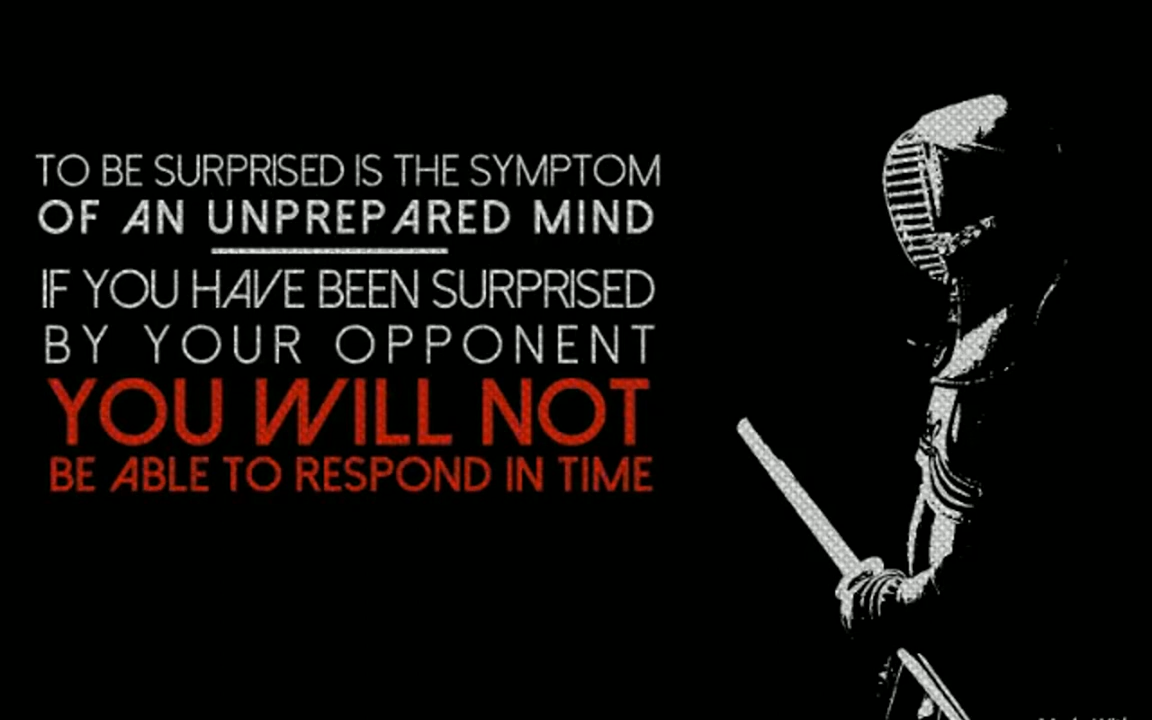 TO BE SURPRISED IS THE SYMPTOM
OF AN UNPREPARED MIND
IF YOU HAVE BEEN SURPRISED
BY YOUR OPPONENT
YOU WILL NOT
BE ABLE TO RESPOND IN TIME